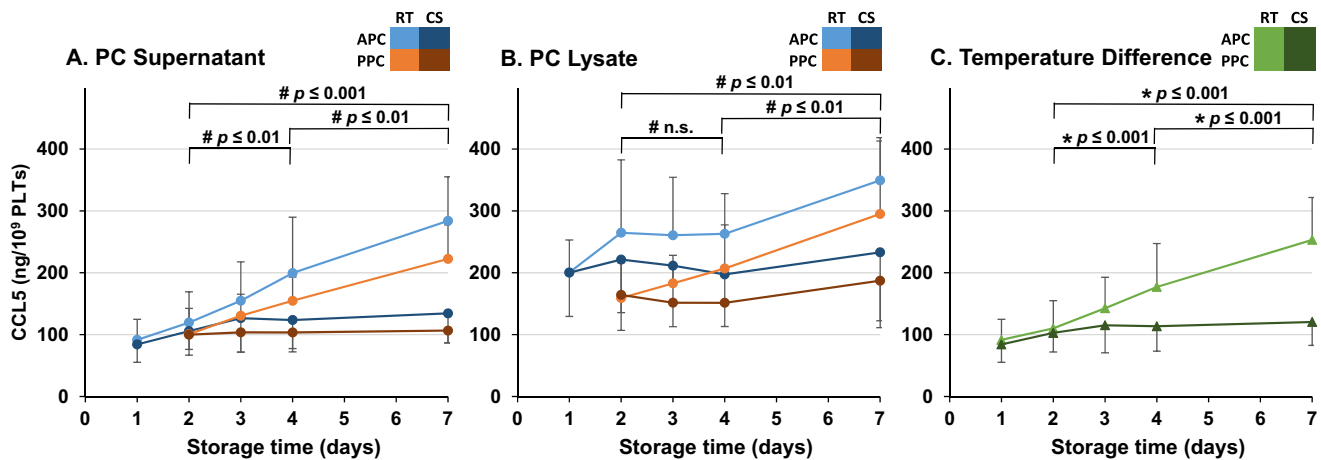 RT CS
APC
PPC
A. PC Supernatant
# p ≤ 0.001
# p ≤ 0.01
# p ≤ 0.01
CCL5 (ng/10⁹ PLTs)
400
300
200
100
0
0 1 2 3 4 5 6 7
Storage time (days)
RT CS
APC
PPC
B. PC Lysate
# p ≤ 0.01
# p ≤ 0.01
# n.s.
400
300
200
100
0
0 1 2 3 4 5 6 7
Storage time (days)
RT CS
APC
PPC
C. Temperature Difference
* p ≤ 0.001
* p ≤ 0.001
* p ≤ 0.001
400
300
200
100
0
0 1 2 3 4 5 6 7
Storage time (days)